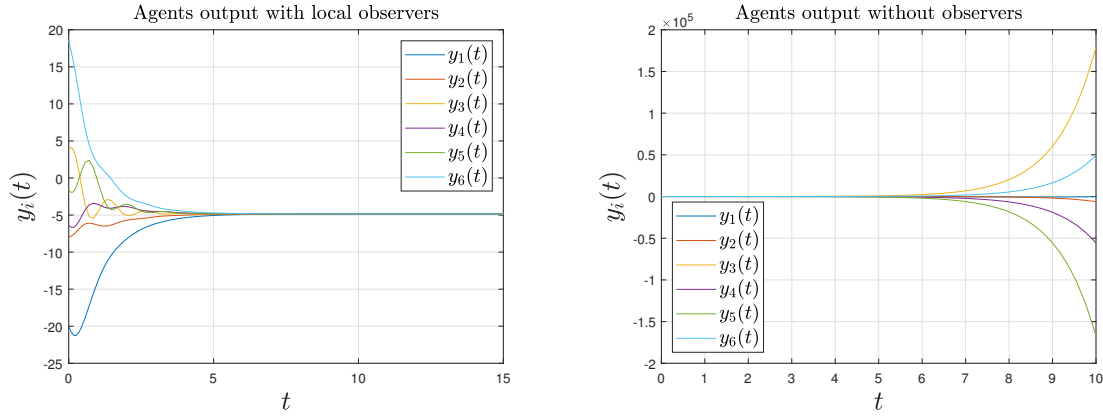 Agents output with local observers
20
15
10
5
0
-5
-10
-15
-20
-25
0
5
10
15
y_i(t)
t
y_1(t)
y_2(t)
y_3(t)
y_4(t)
y_5(t)
y_6(t)
Agents output without observers
×10^5
2
1.5
1
0.5
0
-0.5
-1
-1.5
-2
0 1 2 3 4 5 6 7 8 9 10
y_i(t)
t
y_1(t)
y_2(t)
y_3(t)
y_4(t)
y_5(t)
y_6(t)